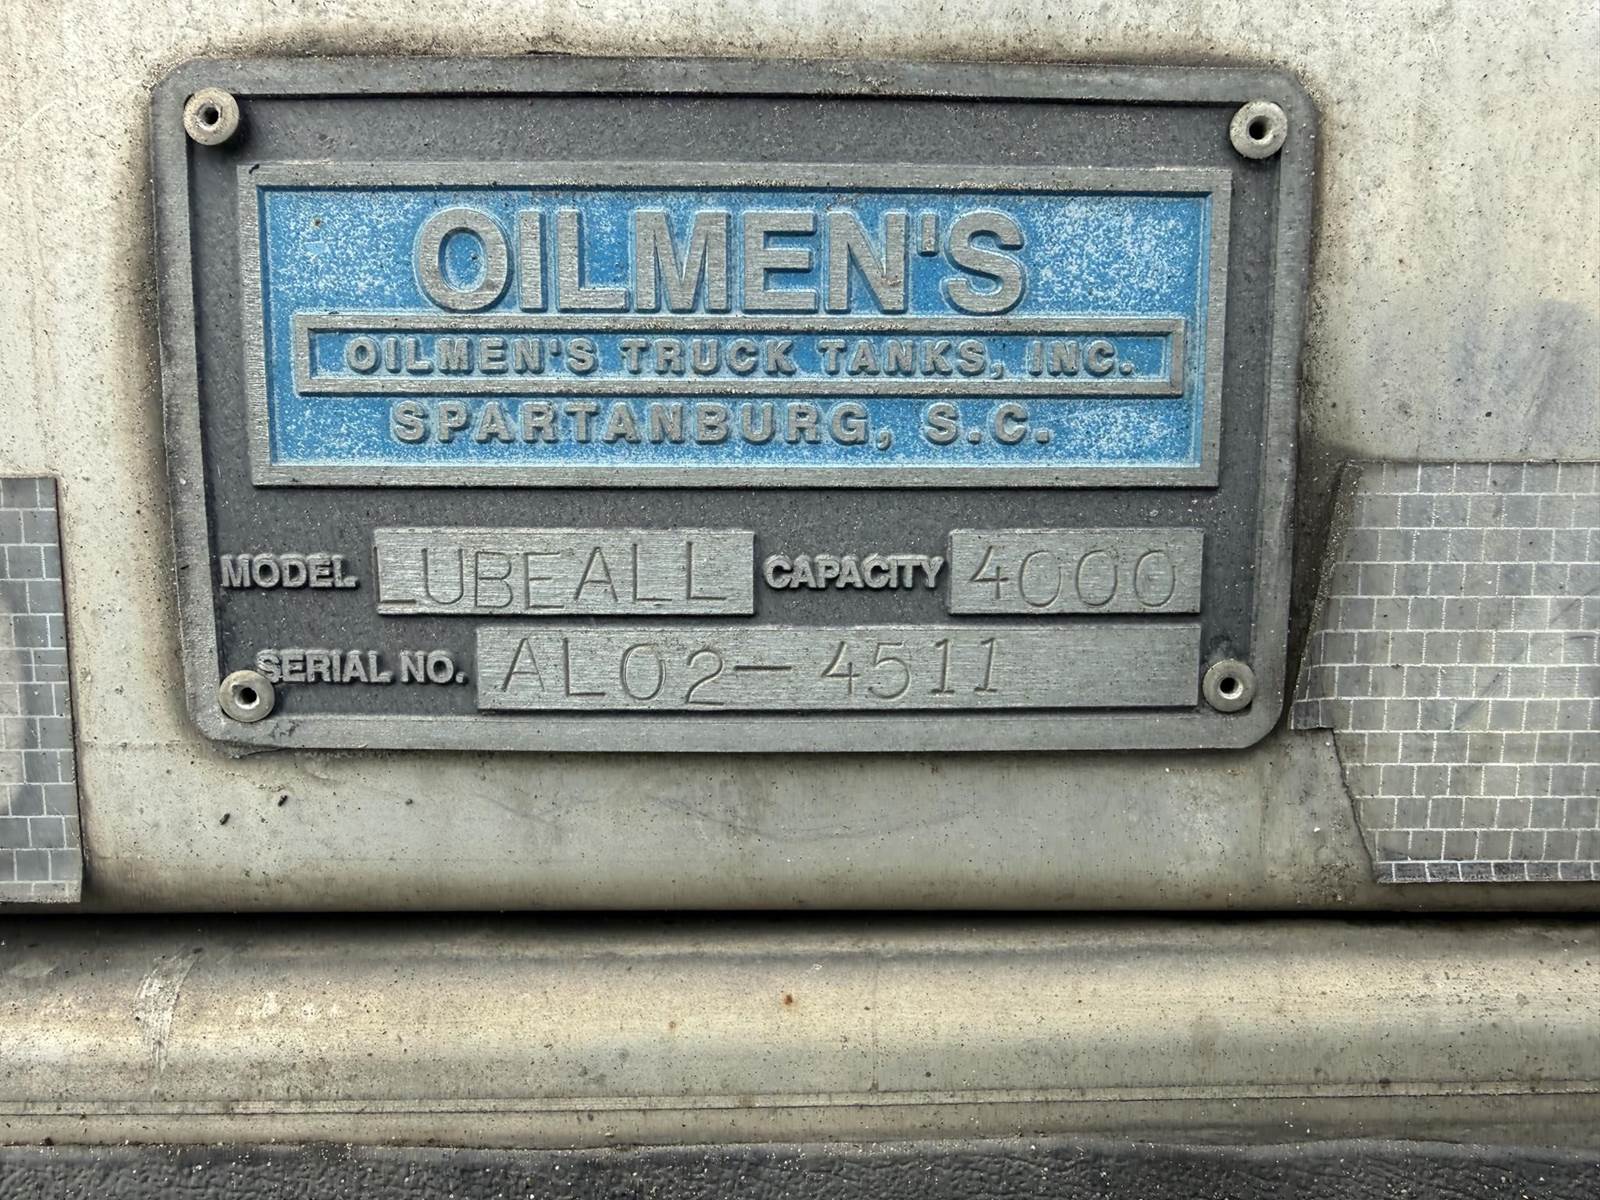 OILMEN'S
OILMEN'S TRUCK TANKS, INC.
SPARTANBURG, S.C.
MODEL LUBEALL CAPACITY 4000
SERIAL NO. AL02-4511